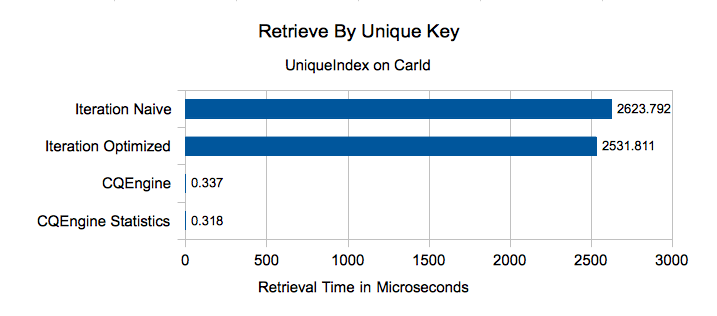 Retrieve By Unique Key
UniqueIndex on CarId
Iteration Naive 2623.792
Iteration Optimized 2531.811
CQEngine 0.337
CQEngine Statistics 0.318
0 500 1000 1500 2000 2500 3000
Retrieval Time in Microseconds